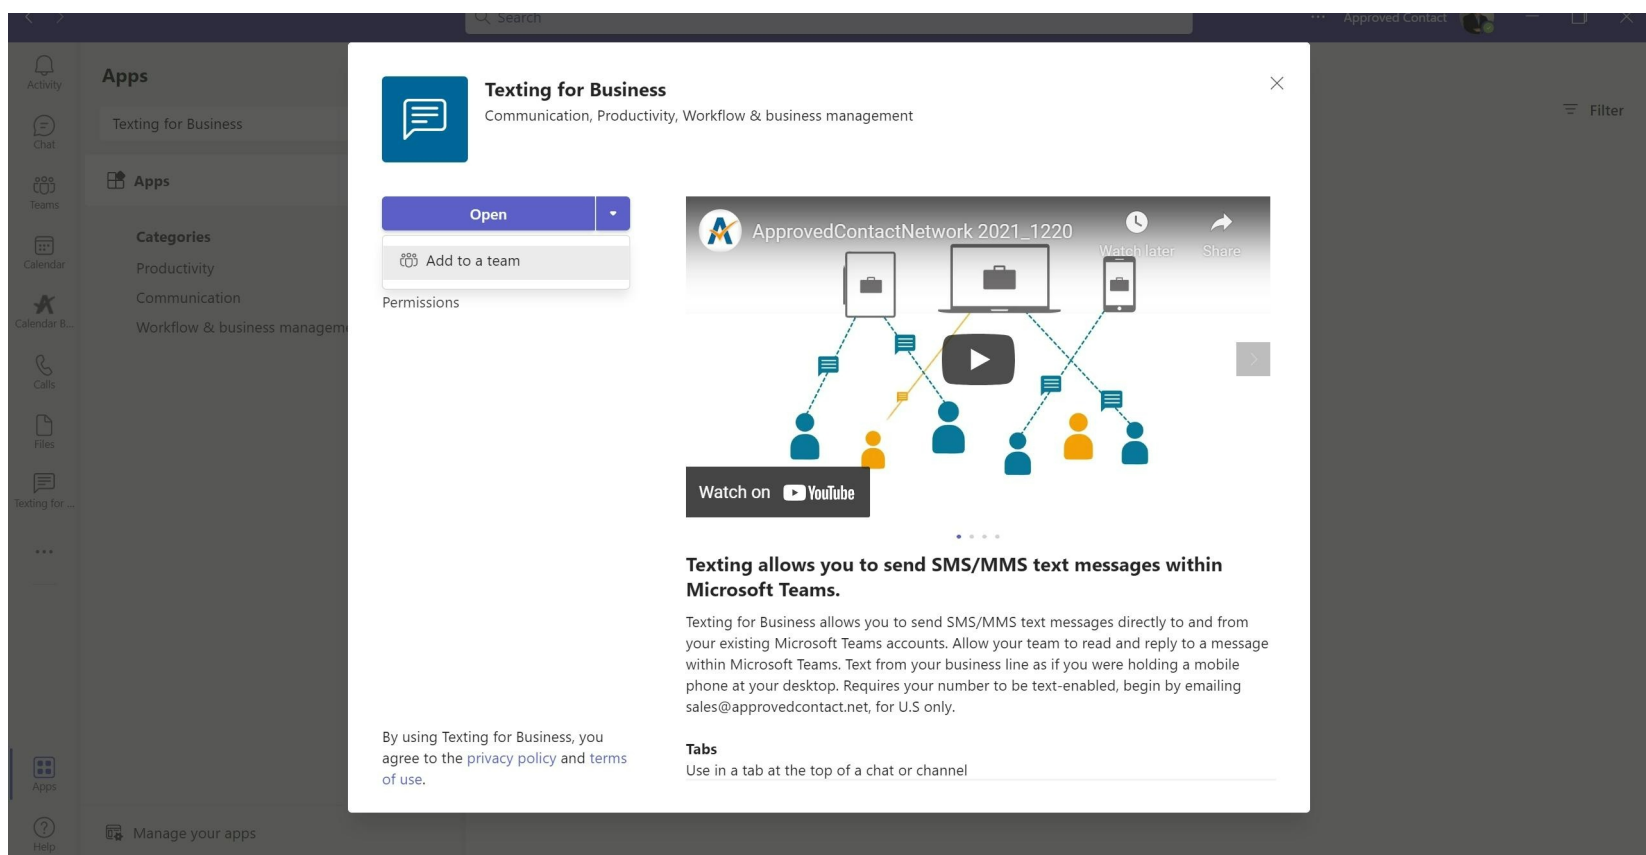 Search
Approved Contact
Activity
Chat
Teams
Calendar
Calendar B...
Calls
Files
Texting for ...
Apps
Help
Apps
Texting for Business
Apps
Categories
Productivity
Communication
Workflow & business manageme
Manage your apps
Filter
Texting for Business
Communication, Productivity, Workflow & business management
Open
Add to a team
Permissions
By using Texting for Business, you
agree to the privacy policy and terms
of use.
ApprovedContactNetwork 2021_1220
Watch later
Share
Watch on YouTube
Texting allows you to send SMS/MMS text messages within
Microsoft Teams.
Texting for Business allows you to send SMS/MMS text messages directly to and from
your existing Microsoft Teams accounts. Allow your team to read and reply to a message
within Microsoft Teams. Text from your business line as if you were holding a mobile
phone at your desktop. Requires your number to be text-enabled, begin by emailing
sales@approvedcontact.net, for U.S only.
Tabs
Use in a tab at the top of a chat or channel